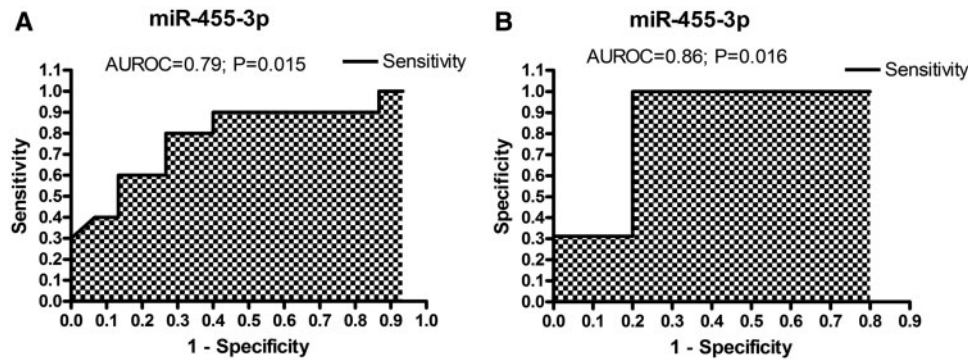 A
miR-455-3p
AUROC=0.79; P=0.015
Sensitivity
1.1
1.0
0.9
0.8
0.7
0.6
0.5
0.4
0.3
0.2
0.1
0.0
Sensitivity
0.0 0.1 0.2 0.3 0.4 0.5 0.6 0.7 0.8 0.9 1.0
1 - Specificity
B
miR-455-3p
AUROC=0.86; P=0.016
Sensitivity
1.1
1.0
0.9
0.8
0.7
0.6
0.5
0.4
0.3
0.2
0.1
0.0
Specificity
0.0 0.1 0.2 0.3 0.4 0.5 0.6 0.7 0.8 0.9
1 - Specificity